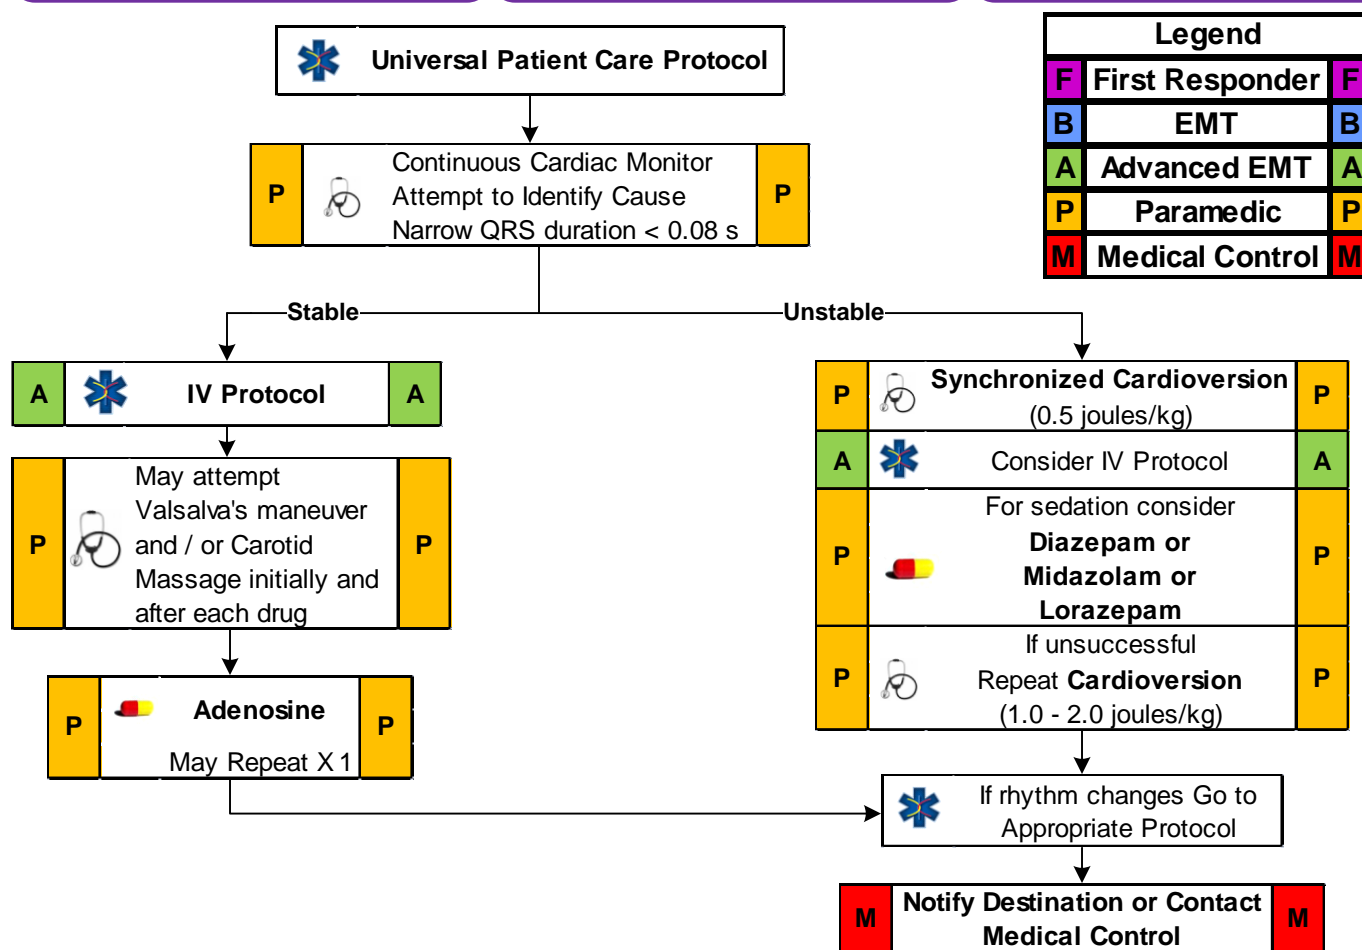 Universal Patient Care Protocol
Legend
F First Responder F
B EMT B
A Advanced EMT A
P Paramedic P
M Medical Control M
P
Continuous Cardiac Monitor
Attempt to Identify Cause
Narrow QRS duration < 0.08 s
P
Stable
Unstable
A IV Protocol A
P
May attempt
Valsalva's maneuver
and / or Carotid
Massage initially and
after each drug
P
P
Adenosine
May Repeat X 1
P
P
Synchronized Cardioversion
(0.5 joules/kg)
P
A Consider IV Protocol A
P
For sedation consider
Diazepam or
Midazolam or
Lorazepam
P
P
If unsuccessful
Repeat Cardioversion
(1.0 - 2.0 joules/kg)
P
If rhythm changes Go to
Appropriate Protocol
M
Notify Destination or Contact
Medical Control
M